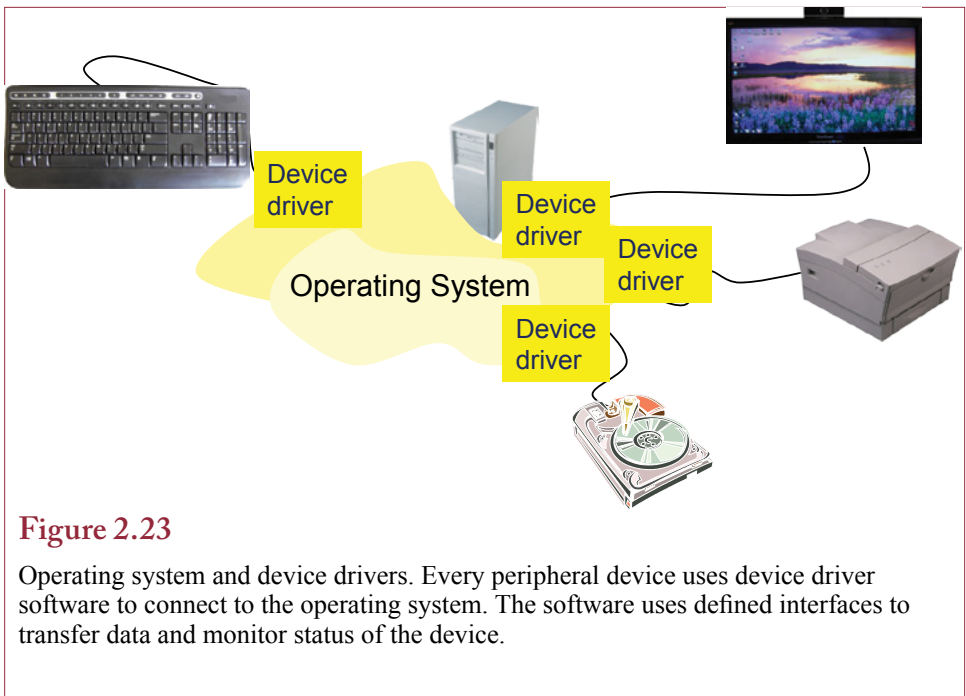 Device
driver
Device
driver
Device
driver
Operating System
Device
driver
Figure 2.23
Operating system and device drivers. Every peripheral device uses device driver
software to connect to the operating system. The software uses defined interfaces to
transfer data and monitor status of the device.